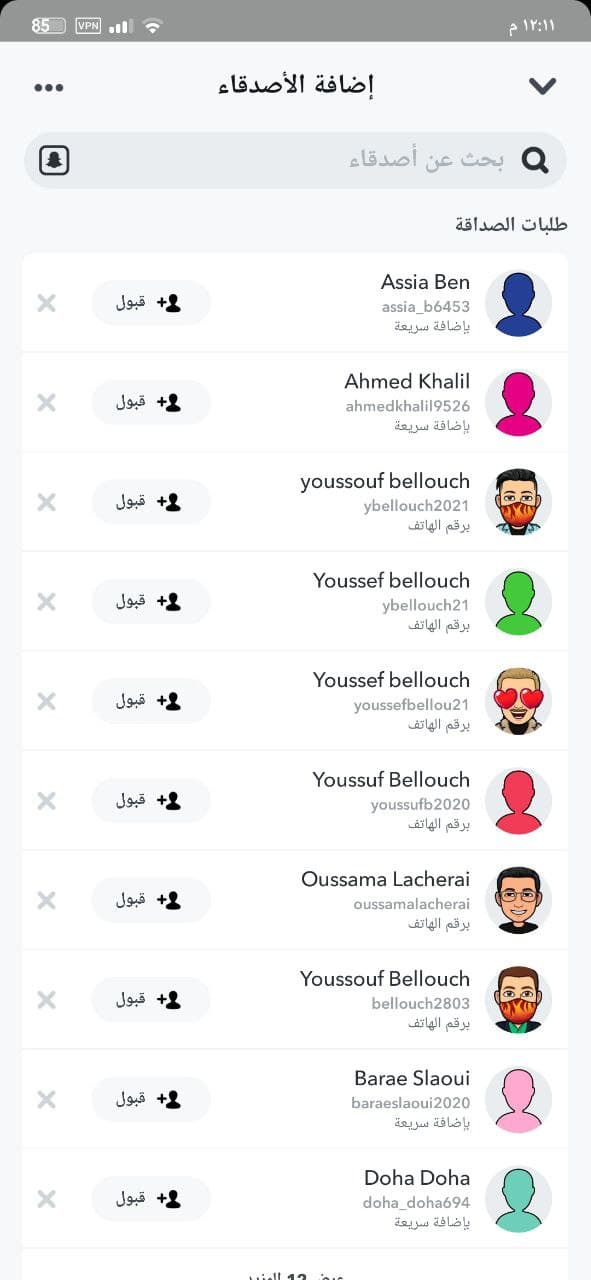 ١٢:١١ م
VPN
85
إضافة الأصدقاء
بحث عن أصدقاء
طلبات الصداقة
Assia Ben
assia_b6453
بإضافة سريعة
قبول
Ahmed Khalil
ahmedkhalil9526
بإضافة سريعة
قبول
youssouf bellouch
ybellouch2021
برقم الهاتف
قبول
Youssef bellouch
ybellouch21
برقم الهاتف
قبول
Youssef bellouch
youssefbellou21
برقم الهاتف
قبول
Youssuf Bellouch
youssufb2020
برقم الهاتف
قبول
Oussama Lacherai
oussamalacherai
برقم الهاتف
قبول
Youssouf Bellouch
bellouch2803
برقم الهاتف
قبول
Barae Slaoui
baraeslaoui2020
بإضافة سريعة
قبول
Doha Doha
doha_doha694
بإضافة سريعة
قبول
عرض 12 المزيد